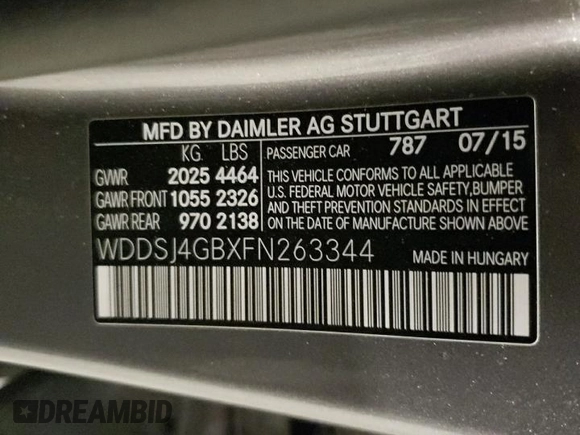 MFD BY DAIMLER AG STUTTGART
KG LBS PASSENGER CAR 787 07/15
GVWR 2025 4464 THIS VEHICLE CONFORMS TO ALL APPLICABLE
GAWR FRONT 1055 2326 U.S. FEDERAL MOTOR VEHICLE SAFETY,BUMPER
GAWR REAR 970 2138 AND THEFT PREVENTION STANDARDS IN EFFECT
ON THE DATE OF MANUFACTURE SHOWN ABOVE
WDDSJ4GBXFN263344 MADE IN HUNGARY
DREAMBID